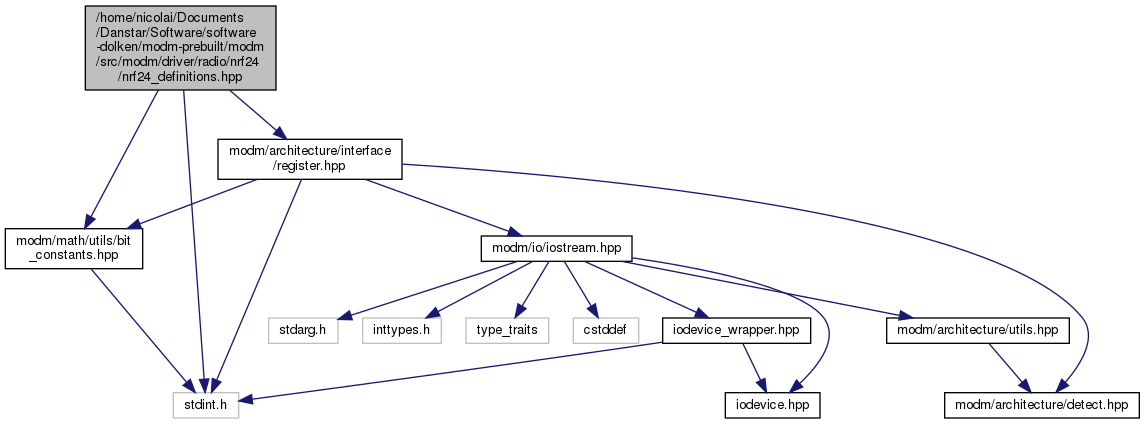 /home/nicolai/Documents
/Danstar/Software/software
-dolken/modm-prebuilt/modm
/src/modm/driver/radio/nrf24
/nrf24_definitions.hpp
modm/architecture/interface
/register.hpp
modm/math/utils/bit
_constants.hpp
modm/io/iostream.hpp
stdarg.h
inttypes.h
type_traits
cstddef
iodevice_wrapper.hpp
modm/architecture/utils.hpp
stdint.h
iodevice.hpp
modm/architecture/detect.hpp